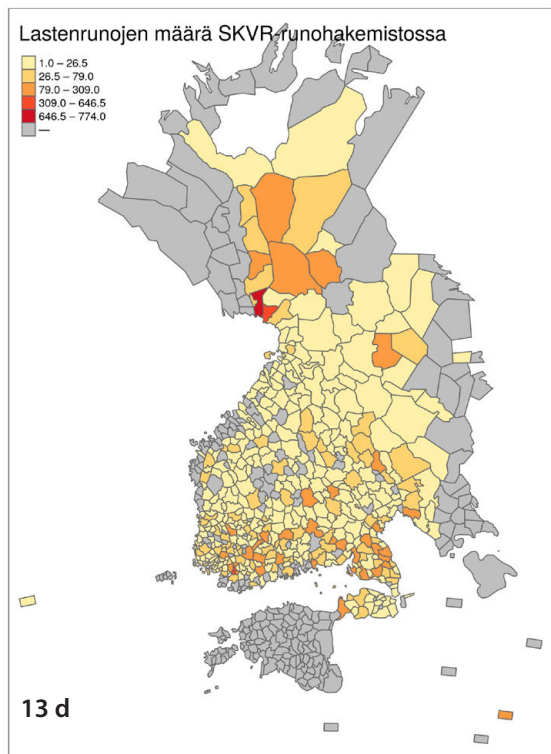 Lastenrunojen määrä SKVR-runohakemistossa
1.0 – 26.5
26.5 – 79.0
79.0 – 309.0
309.0 – 646.5
646.5 – 774.0
—
13 d